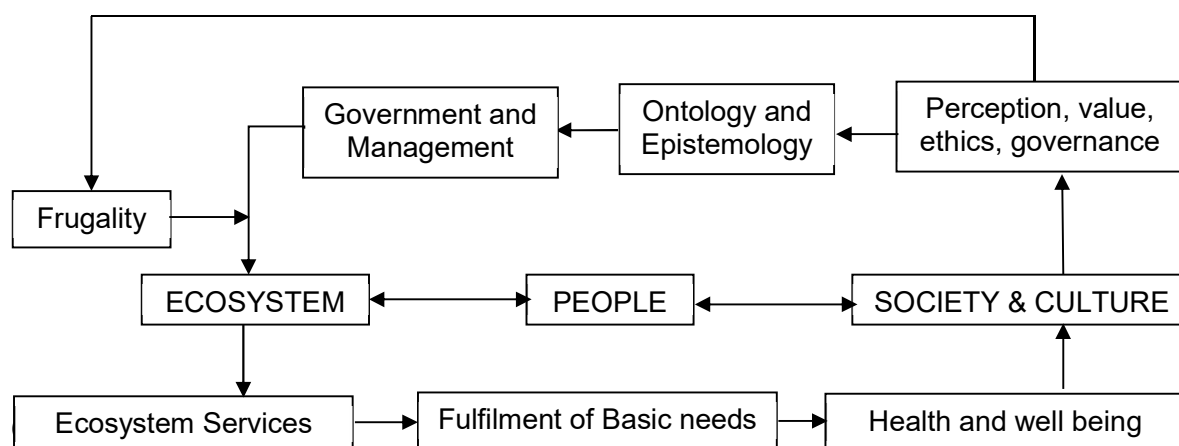 Government and
Management
Ontology and
Epistemology
Perception, value,
ethics, governance
Frugality
ECOSYSTEM
PEOPLE
SOCIETY & CULTURE
Ecosystem Services
Fulfilment of Basic needs
Health and well being